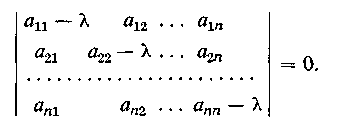 | a₁₁ − λ a₁₂ … a₁ₙ |
| a₂₁ a₂₂ − λ … a₂ₙ |
| . . . . . . . . . . . . . . . . . . . . . . | = 0.
| aₙ₁ aₙ₂ … aₙₙ − λ |